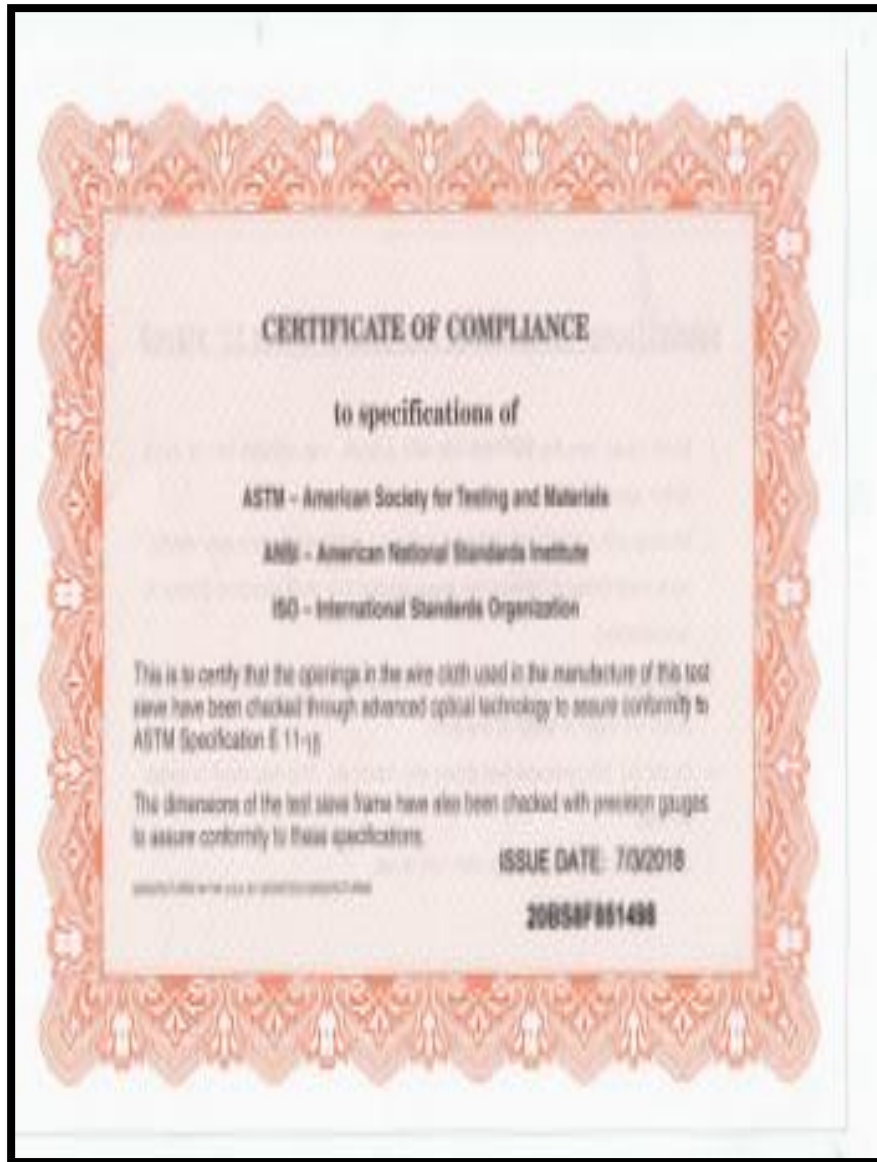 CERTIFICATE OF COMPLIANCE
to specifications of
ASTM – American Society for Testing and Materials
ANSI – American National Standards Institute
ISO – International Standards Organization
This is to certify that the openings in the wire cloth used in the manufacture of this test
sieve have been checked through advanced optical technology to assure conformity to
ASTM Specification E 11-
The dimensions of the test sieve frame have also been checked with precision gauges
to assure conformity to these specifications.
ISSUE DATE: 7/3/2018